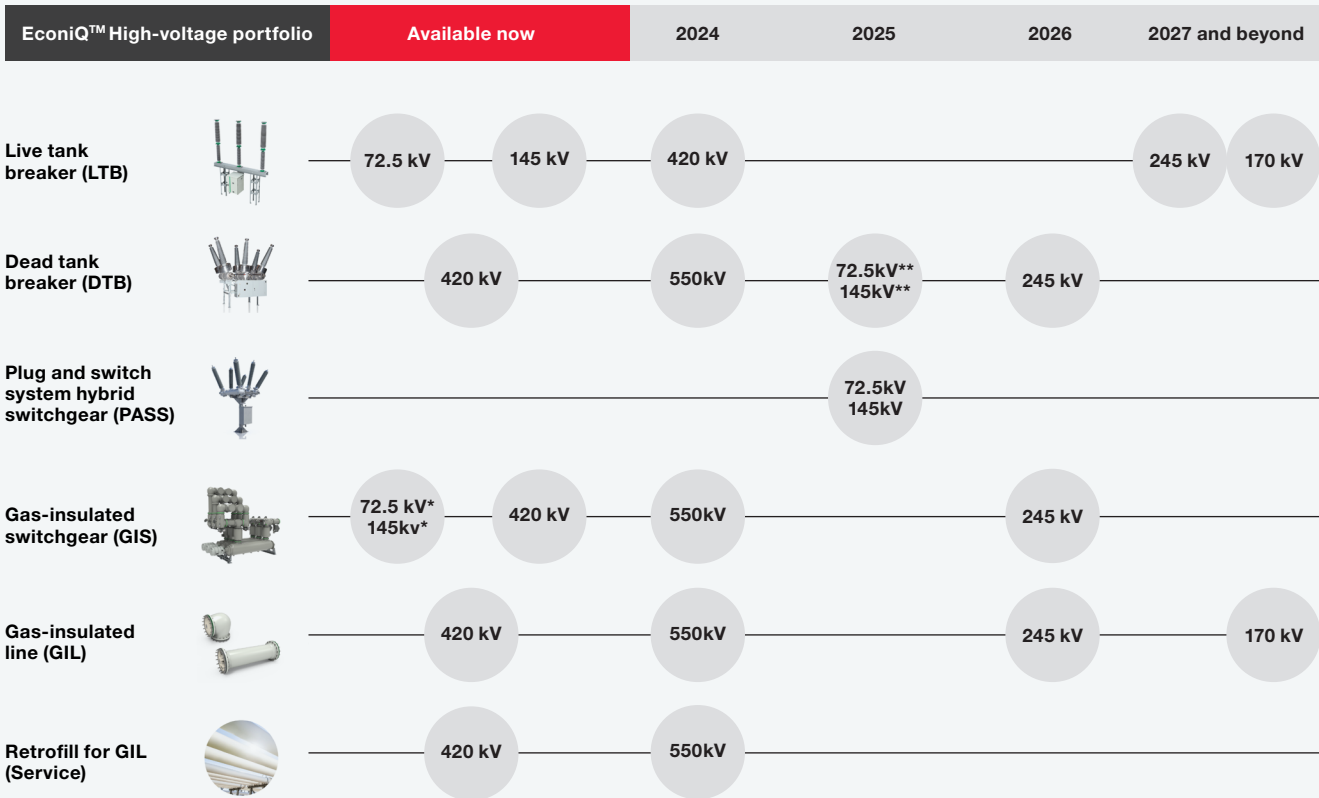 EconiQ™ High-voltage portfolio Available now 2024 2025 2026 2027 and beyond
Live tank
breaker (LTB)
72.5 kV 145 kV 420 kV 245 kV 170 kV
Dead tank
breaker (DTB)
420 kV 550kV 72.5kV** 245 kV
145kV**
Plug and switch
system hybrid
switchgear (PASS)
72.5kV
145kV
Gas-insulated
switchgear (GIS)
72.5 kV* 420 kV 550kV 245 kV
145kv*
Gas-insulated
line (GIL)
420 kV 550kV 245 kV 170 kV
Retrofill for GIL
(Service)
420 kV 550kV